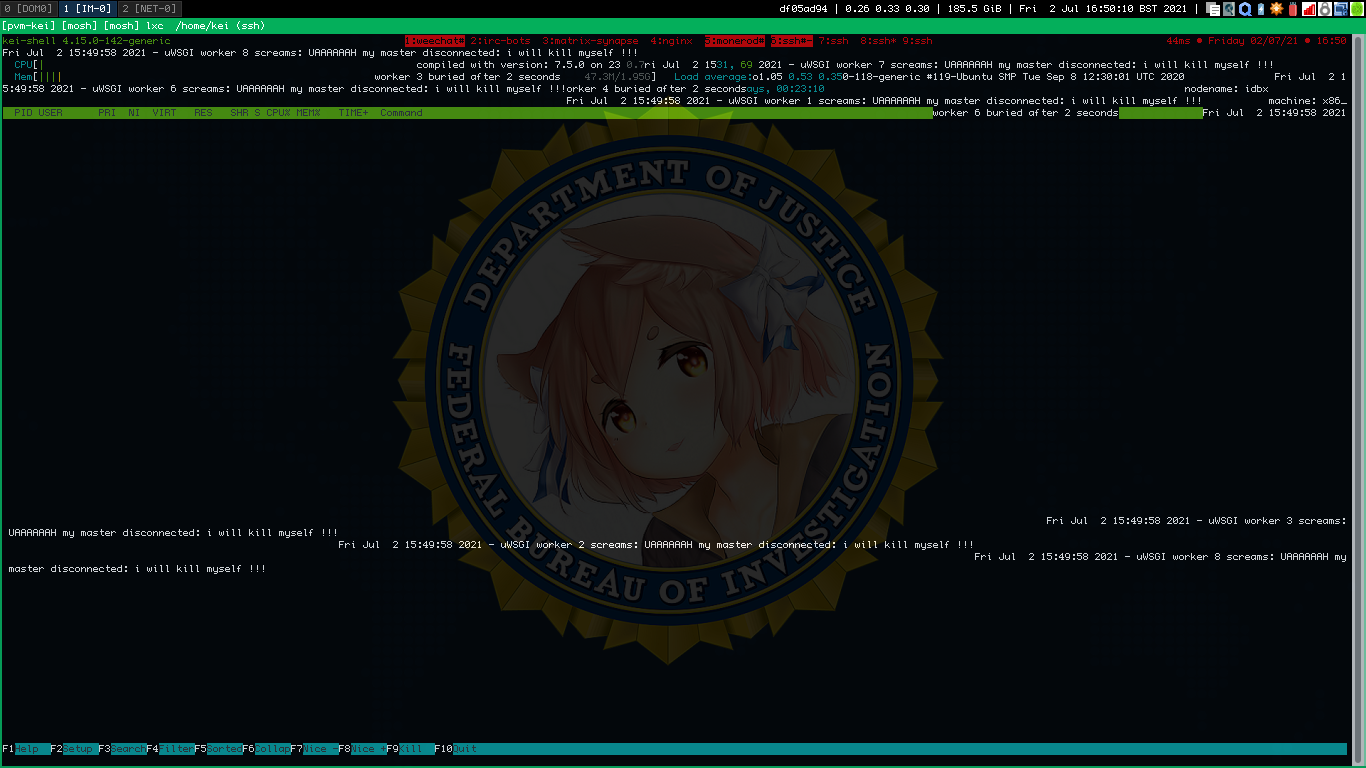 0 [DOM0] 1 [IM-0] 2 [NET-0] df05ad94 | 0.26 0.33 0.30 | 185.5 GiB | Fri  2 Jul 16:50:10 BST 2021 |
[pvm-kei] [mosh] [mosh] lxc  /home/kei (ssh)
kei-shell 4.15.0-142-generic 1:weechat# 2:irc-bots 3:matrix-synapse 4:nginx 5:monerod# 6:ssh#- 7:ssh 8:ssh* 9:ssh 44ms ● Friday 02/07/21 ● 16:50
Fri Jul  2 15:49:58 2021 - uWSGI worker 8 screams: UAAAAAAH my master disconnected: i will kill myself !!!
CPU[| compiled with version: 7.5.0 on 23 0.7ri Jul  2 1531, 69 2021 - uWSGI worker 7 screams: UAAAAAAH my master disconnected: i will kill myself !!!
Mem[|||| worker 3 buried after 2 seconds 47.3M/1.95G] Load average:o1.05 0.53 0.350-118-generic #119-Ubuntu SMP Tue Sep 8 12:30:01 UTC 2020 Fri Jul  2 1
5:49:58 2021 - uWSGI worker 6 screams: UAAAAAAH my master disconnected: i will kill myself !!!orker 4 buried after 2 secondsays, 00:23:10 nodename: idbx
Fri Jul  2 15:49:58 2021 - uWSGI worker 1 screams: UAAAAAAH my master disconnected: i will kill myself !!! machine: x86_
PID USER PRI NI VIRT RES SHR S CPU% MEM% TIME+ Command worker 6 buried after 2 seconds Fri Jul  2 15:49:58 2021
DEPARTMENT OF JUSTICE
FEDERAL BUREAU OF INVESTIGATION
Fri Jul  2 15:49:58 2021 - uWSGI worker 3 screams:
UAAAAAAH my master disconnected: i will kill myself !!!
Fri Jul  2 15:49:58 2021 - uWSGI worker 2 screams: UAAAAAAH my master disconnected: i will kill myself !!!
Fri Jul  2 15:49:58 2021 - uWSGI worker 8 screams: UAAAAAAH my
master disconnected: i will kill myself !!!
F1Help F2Setup F3SearchF4FilterF5SortedF6CollapF7Nice -F8Nice +F9Kill F10Quit